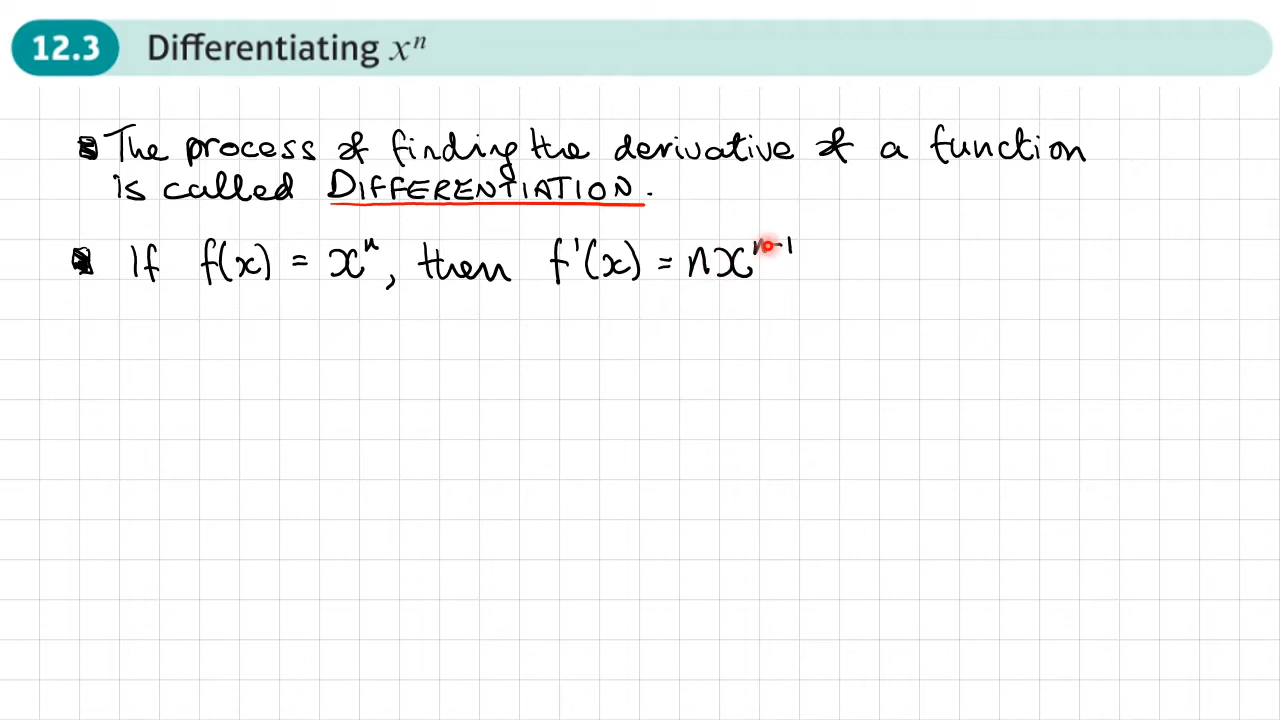 12.3 Differentiating xⁿ
The process of finding the derivative of a function
is called DIFFERENTIATION.
If f(x) = xⁿ, then f'(x) = nxⁿ⁻¹